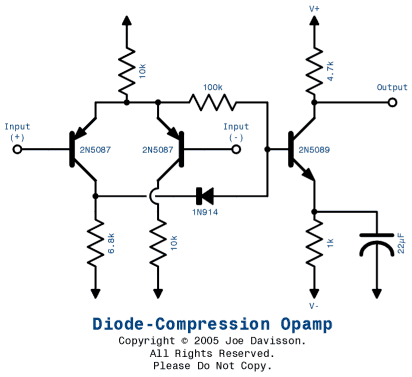 V+
10k
4.7k
100k
Output
Input
(+)
Input
(-)
2N5087
2N5087
2N5089
1N914
6.8k
10k
1k
22µF
V-
Diode-Compression Opamp
Copyright © 2005 Joe Davisson.
All Rights Reserved.
Please Do Not Copy.